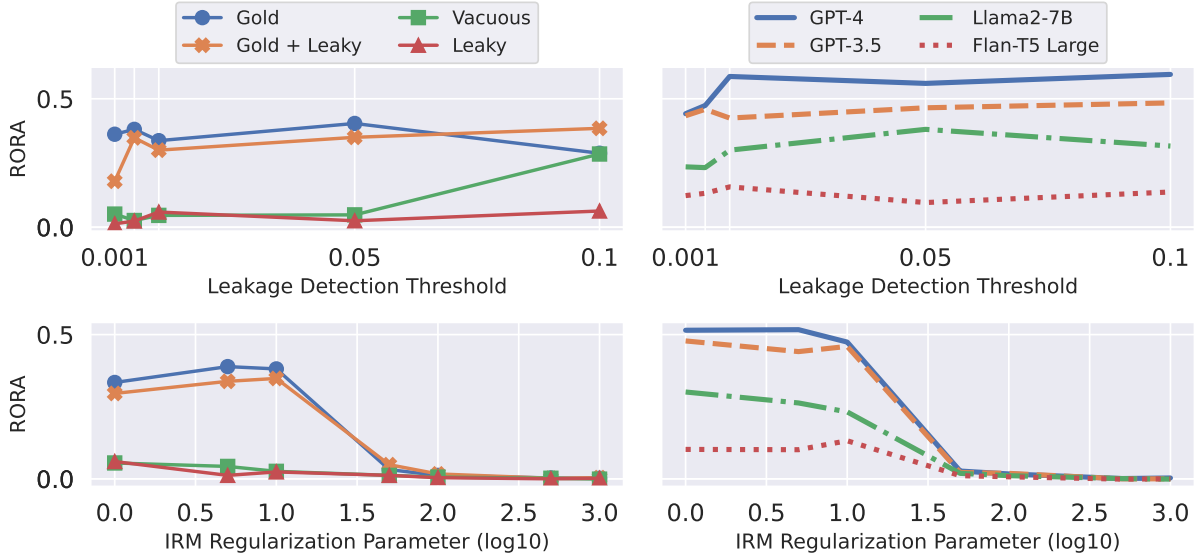 Gold Vacuous
Gold + Leaky Leaky
GPT-4 Llama2-7B
GPT-3.5 Flan-T5 Large
RORA
0.5
0.0
0.001 0.05 0.1
Leakage Detection Threshold
0.001 0.05 0.1
Leakage Detection Threshold
RORA
0.5
0.0
0.0 0.5 1.0 1.5 2.0 2.5 3.0
IRM Regularization Parameter (log10)
0.0 0.5 1.0 1.5 2.0 2.5 3.0
IRM Regularization Parameter (log10)